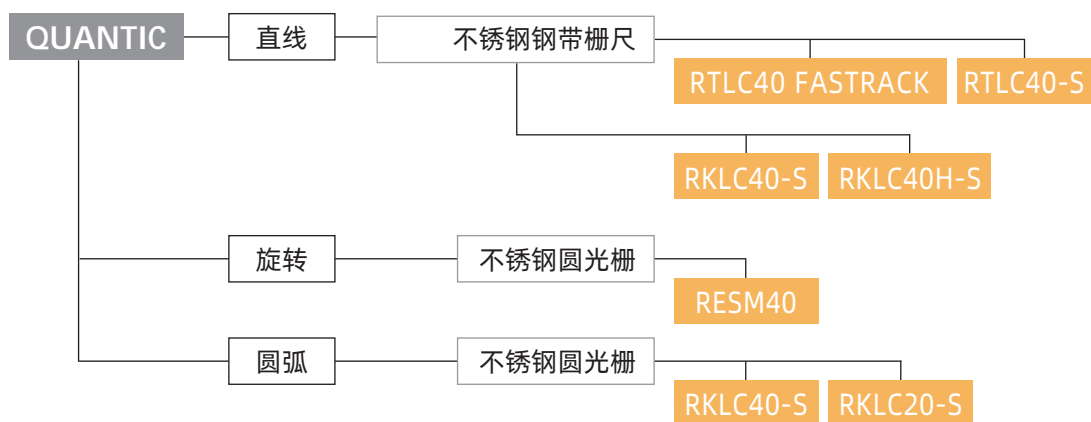 QUANTIC
直线
不锈钢钢带栅尺
RTLC40 FASTRACK
RTLC40-S
RKLC40-S
RKLC40H-S
旋转
不锈钢圆光栅
RESM40
圆弧
不锈钢圆光栅
RKLC40-S
RKLC20-S